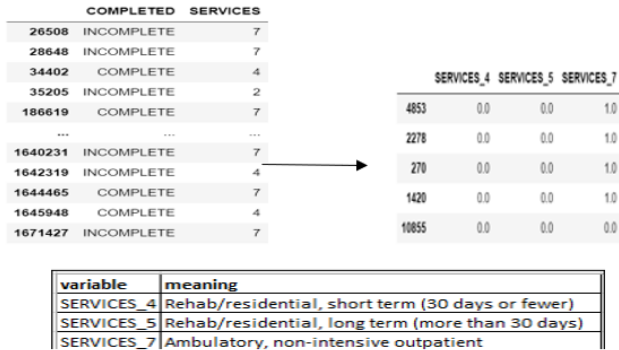 COMPLETED SERVICES
26508 INCOMPLETE 7
28648 INCOMPLETE 7
34402 COMPLETE 4
35205 INCOMPLETE 2
186619 COMPLETE 7
... ... ...
1640231 INCOMPLETE 7
1642319 INCOMPLETE 4
1644465 COMPLETE 7
1645948 COMPLETE 4
1671427 INCOMPLETE 7
SERVICES_4 SERVICES_5 SERVICES_7
4853 0.0 0.0 1.0
2278 0.0 0.0 1.0
270 0.0 0.0 1.0
1420 0.0 0.0 1.0
10855 0.0 0.0 0.0
variable meaning
SERVICES_4 Rehab/residential, short term (30 days or fewer)
SERVICES_5 Rehab/residential, long term (more than 30 days)
SERVICES_7 Ambulatory, non-intensive outpatient